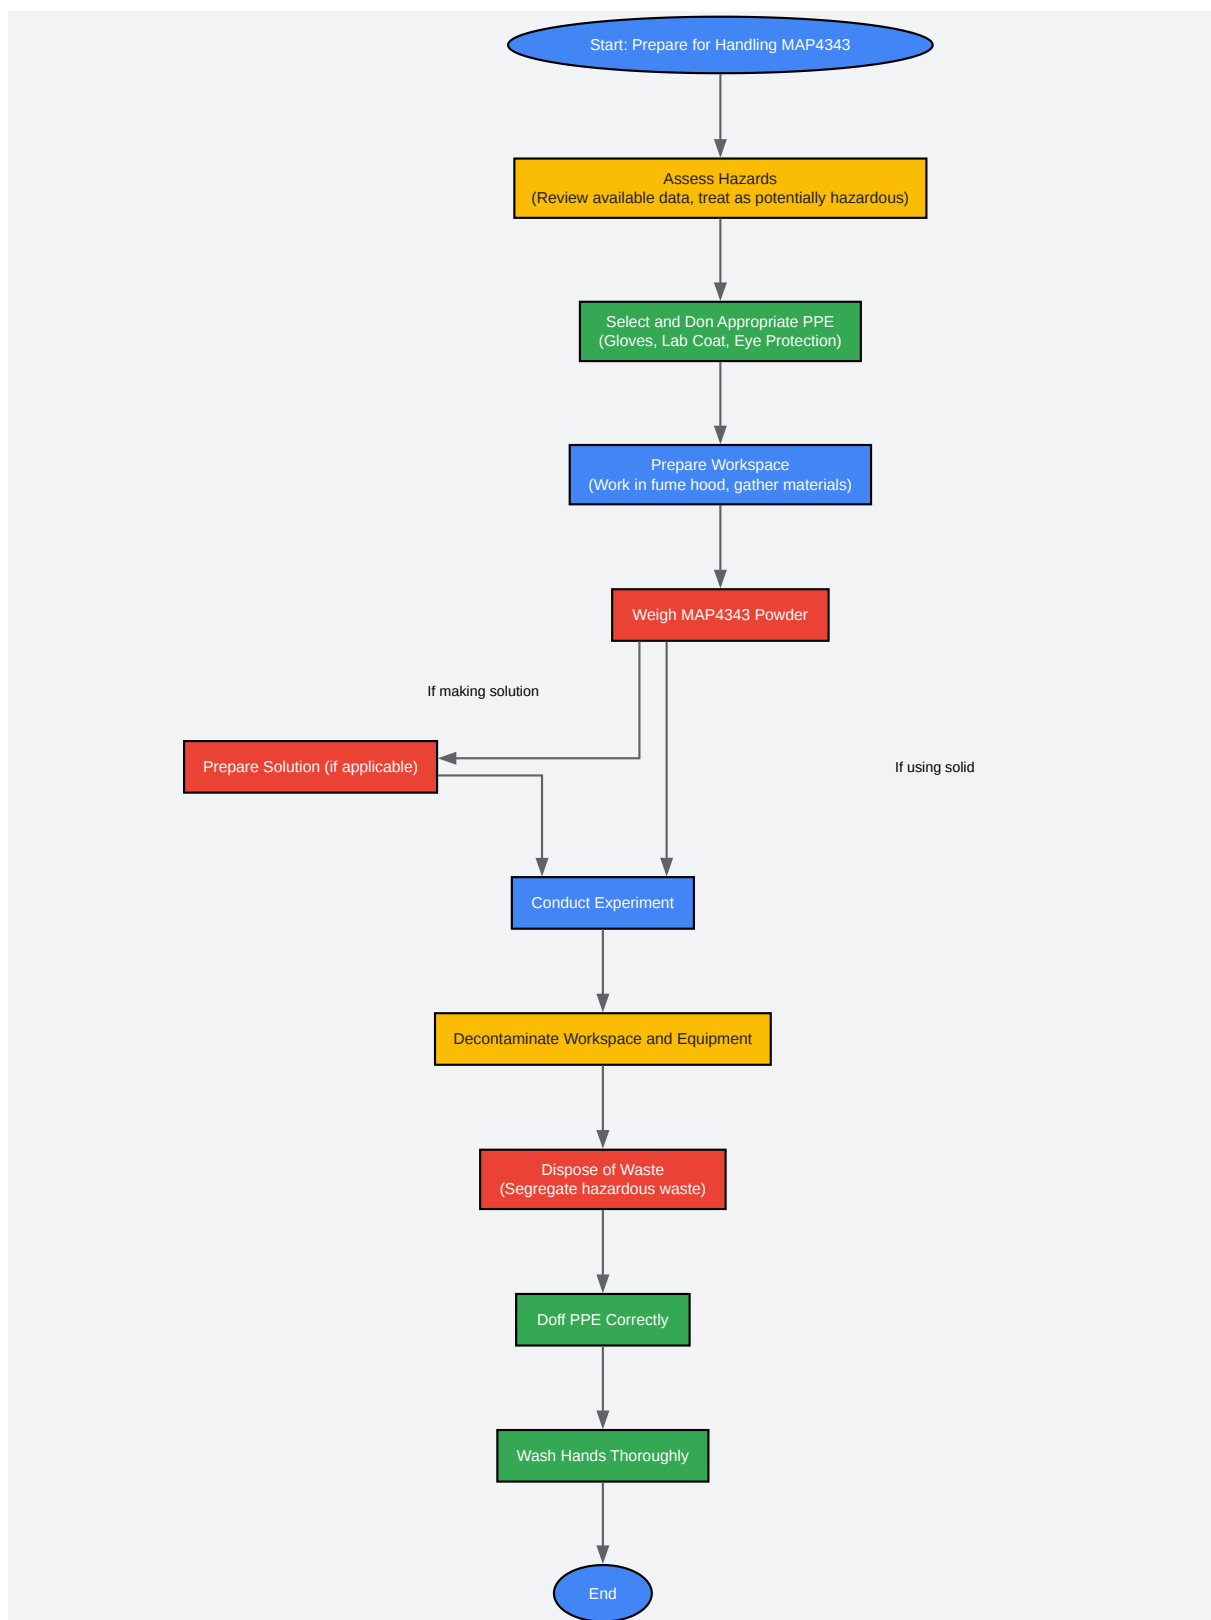 Start: Prepare for Handling MAP4343
Assess Hazards
(Review available data, treat as potentially hazardous)
Select and Don Appropriate PPE
(Gloves, Lab Coat, Eye Protection)
Prepare Workspace
(Work in fume hood, gather materials)
Weigh MAP4343 Powder
If making solution
Prepare Solution (if applicable)
If using solid
Conduct Experiment
Decontaminate Workspace and Equipment
Dispose of Waste
(Segregate hazardous waste)
Doff PPE Correctly
Wash Hands Thoroughly
End